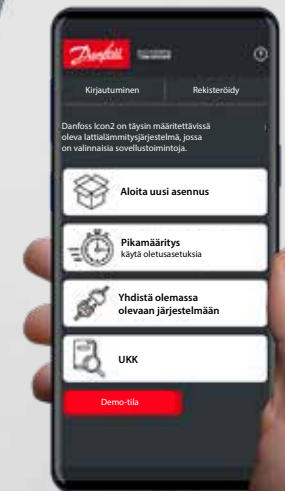 Danfoss
Kirjautuminen Rekisteröidy
Danfoss Icon2 on täysin määritettävissä
oleva lattialämmitysjärjestelmä, jossa
on valinnaisia sovellustoimintoja.
Aloita uusi asennus
Pikamääritys
käytä oletusasetuksia
Yhdistä olemassa
olevaan järjestelmään
UKK
Demo-tila